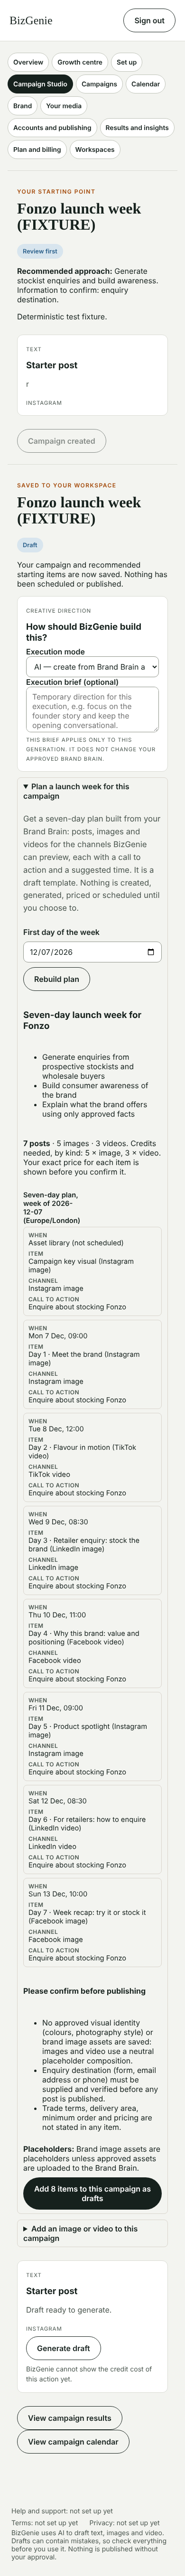 BizGenie
Sign out
Overview
Growth centre
Set up
Campaign Studio
Campaigns
Calendar
Brand
Your media
Accounts and publishing
Results and insights
Plan and billing
Workspaces
YOUR STARTING POINT
Fonzo launch week
(FIXTURE)
Review first
Recommended approach: Generate
stockist enquiries and build awareness.
Information to confirm: enquiry
destination.
Deterministic test fixture.
TEXT
Starter post
r
INSTAGRAM
Campaign created
SAVED TO YOUR WORKSPACE
Fonzo launch week
(FIXTURE)
Draft
Your campaign and recommended
starting items are now saved. Nothing has
been scheduled or published.
CREATIVE DIRECTION
How should BizGenie build
this?
Execution mode
AI — create from Brand Brain a
Execution brief (optional)
Temporary direction for this
execution, e.g. focus on the
founder story and keep the
opening conversational.
THIS BRIEF APPLIES ONLY TO THIS
GENERATION. IT DOES NOT CHANGE YOUR
APPROVED BRAND BRAIN.
▼ Plan a launch week for this
campaign
Get a seven-day plan built from your
Brand Brain: posts, images and
videos for the channels BizGenie
can preview, each with a call to
action and a suggested time. It is a
draft template. Nothing is created,
generated, priced or scheduled until
you choose to.
First day of the week
12/07/2026
Rebuild plan
Seven-day launch week for
Fonzo
• Generate enquiries from
prospective stockists and
wholesale buyers
• Build consumer awareness of
the brand
• Explain what the brand offers
using only approved facts
7 posts · 5 images · 3 videos. Credits
needed, by kind: 5 × image, 3 × video.
Your exact price for each item is
shown before you confirm it.
Seven-day plan,
week of 2026-
12-07
(Europe/London)
WHEN
Asset library (not scheduled)
ITEM
Campaign key visual (Instagram
image)
CHANNEL
Instagram image
CALL TO ACTION
Enquire about stocking Fonzo
WHEN
Mon 7 Dec, 09:00
ITEM
Day 1 · Meet the brand (Instagram
image)
CHANNEL
Instagram image
CALL TO ACTION
Enquire about stocking Fonzo
WHEN
Tue 8 Dec, 12:00
ITEM
Day 2 · Flavour in motion (TikTok
video)
CHANNEL
TikTok video
CALL TO ACTION
Enquire about stocking Fonzo
WHEN
Wed 9 Dec, 08:30
ITEM
Day 3 · Retailer enquiry: stock the
brand (LinkedIn image)
CHANNEL
LinkedIn image
CALL TO ACTION
Enquire about stocking Fonzo
WHEN
Thu 10 Dec, 11:00
ITEM
Day 4 · Why this brand: value and
positioning (Facebook video)
CHANNEL
Facebook video
CALL TO ACTION
Enquire about stocking Fonzo
WHEN
Fri 11 Dec, 09:00
ITEM
Day 5 · Product spotlight (Instagram
image)
CHANNEL
Instagram image
CALL TO ACTION
Enquire about stocking Fonzo
WHEN
Sat 12 Dec, 08:30
ITEM
Day 6 · For retailers: how to enquire
(LinkedIn video)
CHANNEL
LinkedIn video
CALL TO ACTION
Enquire about stocking Fonzo
WHEN
Sun 13 Dec, 10:00
ITEM
Day 7 · Week recap: try it or stock it
(Facebook image)
CHANNEL
Facebook image
CALL TO ACTION
Enquire about stocking Fonzo
Please confirm before publishing
• No approved visual identity
(colours, photography style) or
brand image assets are saved:
images and video use a neutral
placeholder composition.
• Enquiry destination (form, email
address or phone) must be
supplied and verified before any
post is published.
• Trade terms, delivery area,
minimum order and pricing are
not stated in any item.
Placeholders: Brand image assets are
placeholders unless approved assets
are uploaded to the Brand Brain.
Add 8 items to this campaign as
drafts
▶ Add an image or video to this
campaign
TEXT
Starter post
Draft ready to generate.
INSTAGRAM
Generate draft
BizGenie cannot show the credit cost of
this action yet.
View campaign results
View campaign calendar
Help and support: not set up yet
Terms: not set up yet Privacy: not set up yet
BizGenie uses AI to draft text, images and video.
Drafts can contain mistakes, so check everything
before you use it. Nothing is published without
your approval.